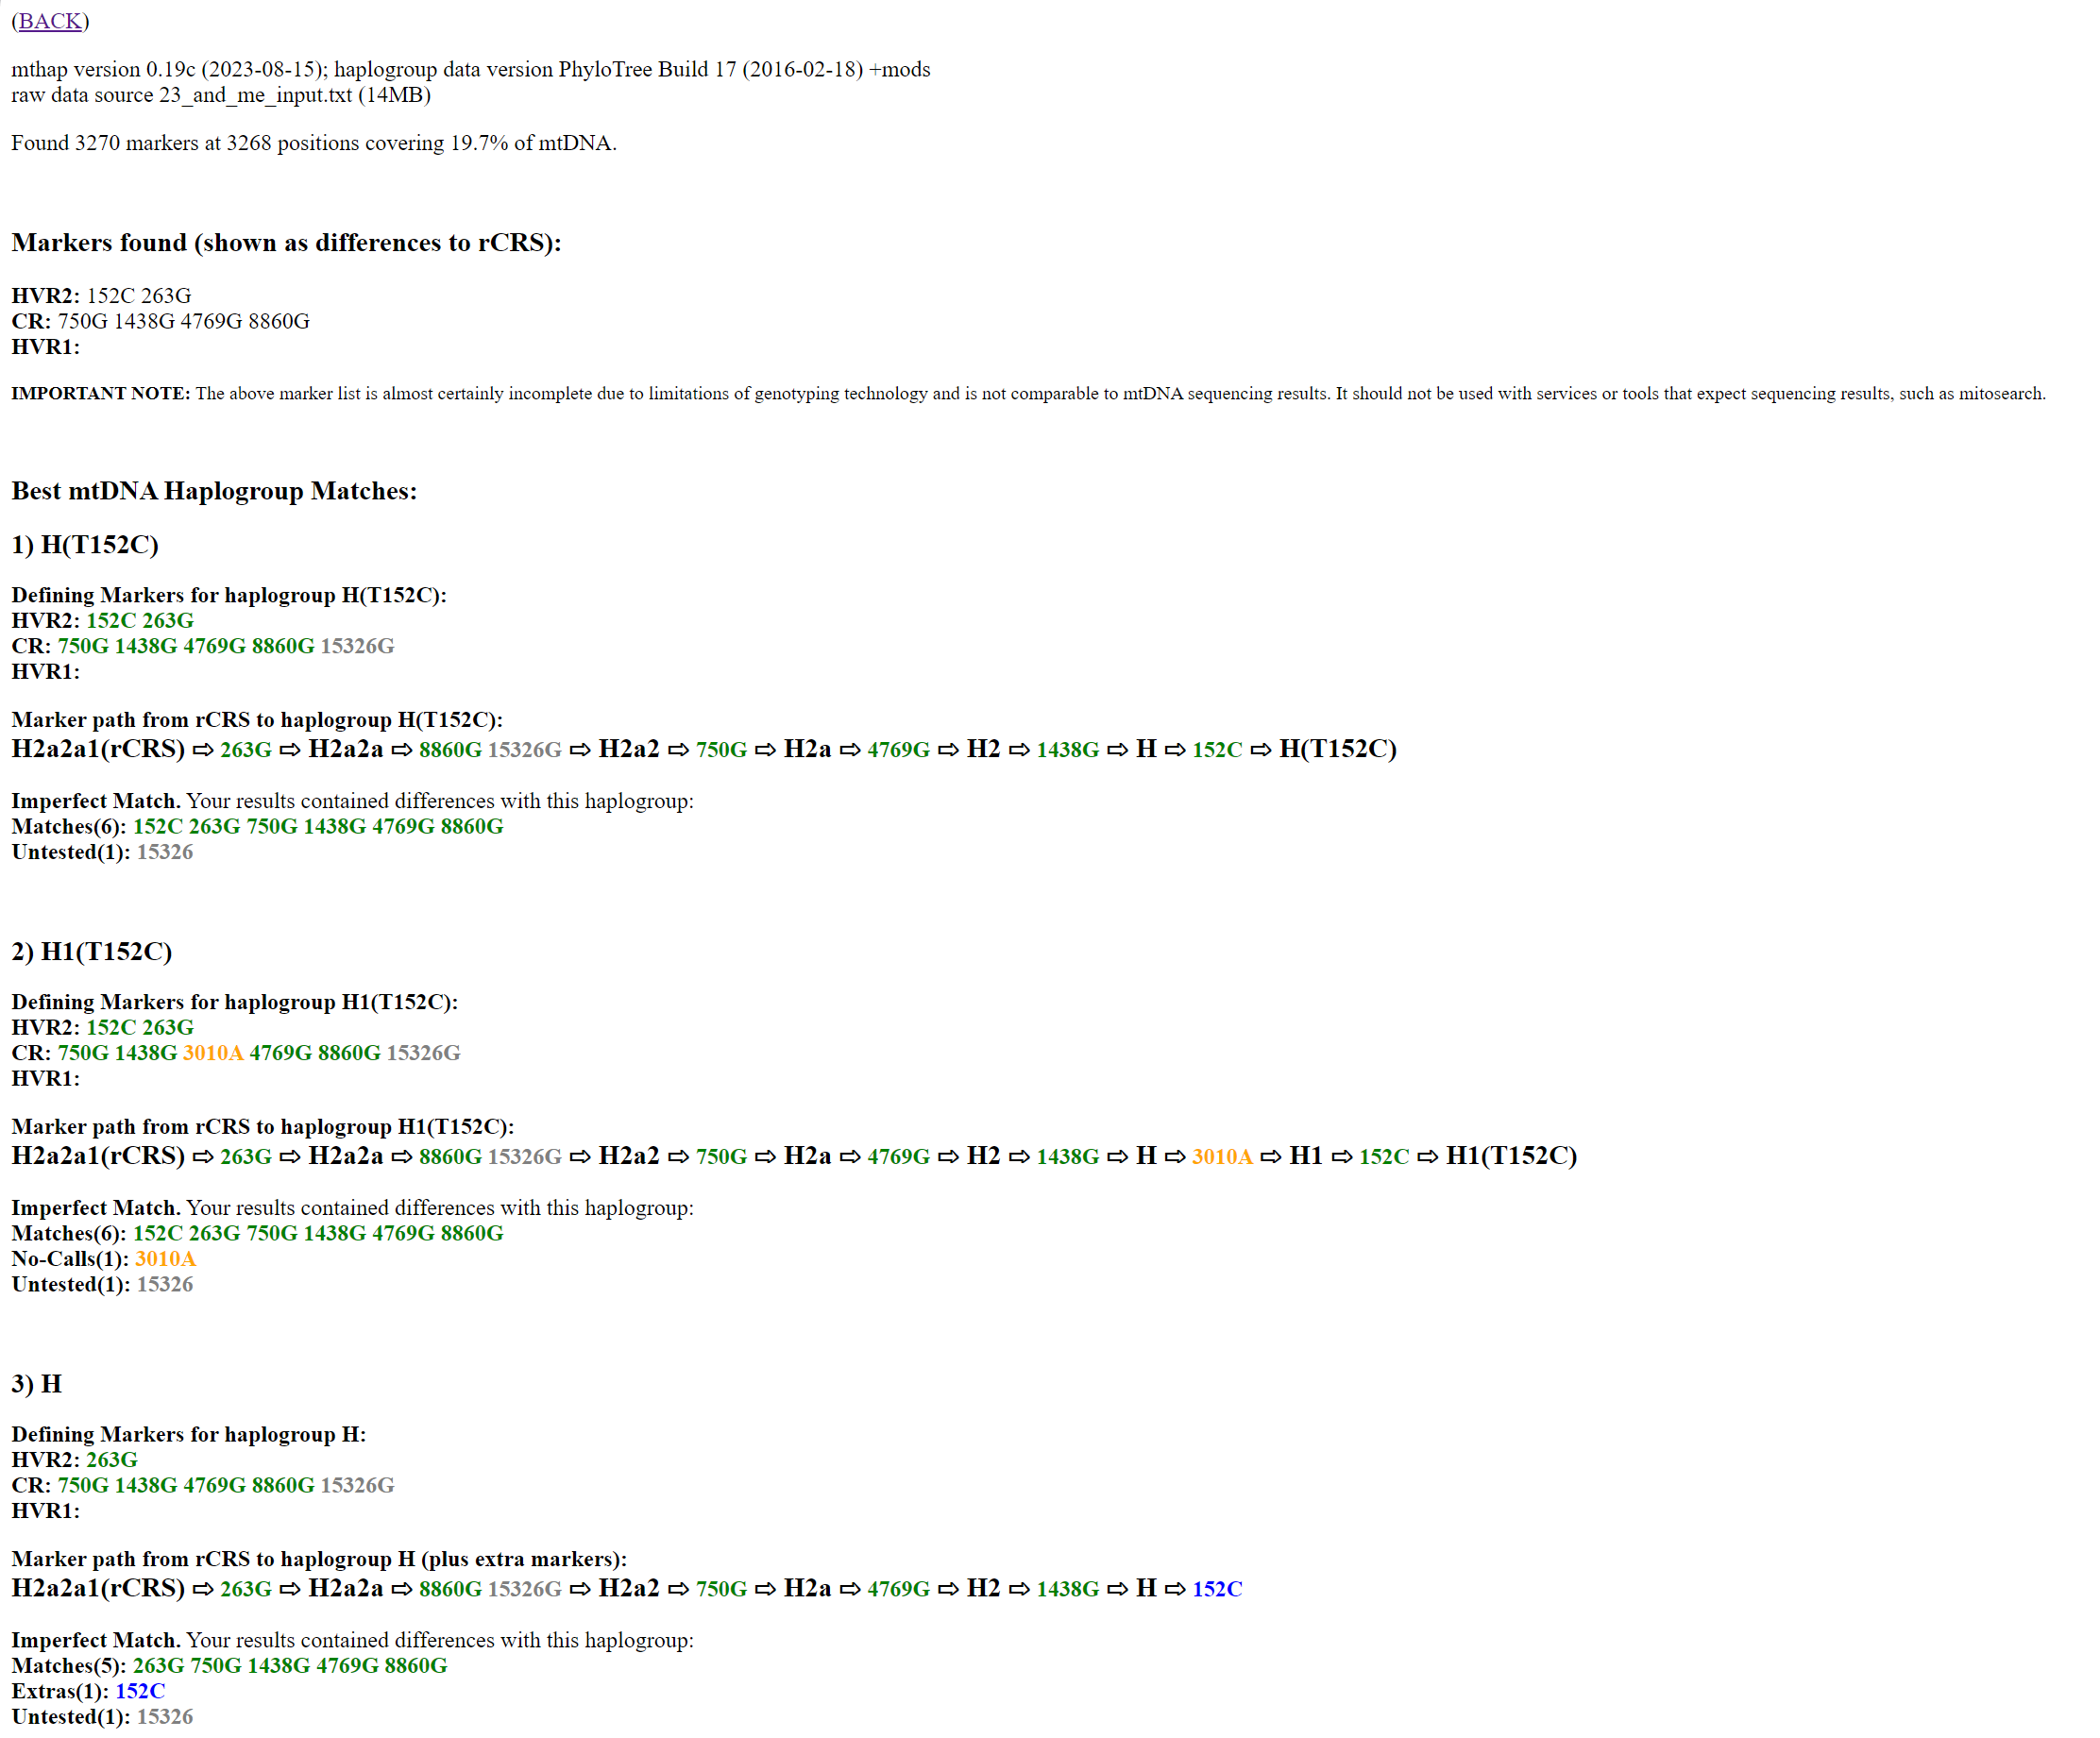 (BACK)
mthap version 0.19c (2023-08-15); haplogroup data version PhyloTree Build 17 (2016-02-18) +mods
raw data source 23_and_me_input.txt (14MB)
Found 3270 markers at 3268 positions covering 19.7% of mtDNA.
Markers found (shown as differences to rCRS):
HVR2: 152C 263G
CR: 750G 1438G 4769G 8860G
HVR1:
IMPORTANT NOTE: The above marker list is almost certainly incomplete due to limitations of genotyping technology and is not comparable to mtDNA sequencing results. It should not be used with services or tools that expect sequencing results, such as mitosearch.
Best mtDNA Haplogroup Matches:
1) H(T152C)
Defining Markers for haplogroup H(T152C):
HVR2: 152C 263G
CR: 750G 1438G 4769G 8860G 15326G
HVR1:
Marker path from rCRS to haplogroup H(T152C):
H2a2a1(rCRS) ⇨ 263G ⇨ H2a2a ⇨ 8860G 15326G ⇨ H2a2 ⇨ 750G ⇨ H2a ⇨ 4769G ⇨ H2 ⇨ 1438G ⇨ H ⇨ 152C ⇨ H(T152C)
Imperfect Match. Your results contained differences with this haplogroup:
Matches(6): 152C 263G 750G 1438G 4769G 8860G
Untested(1): 15326
2) H1(T152C)
Defining Markers for haplogroup H1(T152C):
HVR2: 152C 263G
CR: 750G 1438G 3010A 4769G 8860G 15326G
HVR1:
Marker path from rCRS to haplogroup H1(T152C):
H2a2a1(rCRS) ⇨ 263G ⇨ H2a2a ⇨ 8860G 15326G ⇨ H2a2 ⇨ 750G ⇨ H2a ⇨ 4769G ⇨ H2 ⇨ 1438G ⇨ H ⇨ 3010A ⇨ H1 ⇨ 152C ⇨ H1(T152C)
Imperfect Match. Your results contained differences with this haplogroup:
Matches(6): 152C 263G 750G 1438G 4769G 8860G
No-Calls(1): 3010A
Untested(1): 15326
3) H
Defining Markers for haplogroup H:
HVR2: 263G
CR: 750G 1438G 4769G 8860G 15326G
HVR1:
Marker path from rCRS to haplogroup H (plus extra markers):
H2a2a1(rCRS) ⇨ 263G ⇨ H2a2a ⇨ 8860G 15326G ⇨ H2a2 ⇨ 750G ⇨ H2a ⇨ 4769G ⇨ H2 ⇨ 1438G ⇨ H ⇨ 152C
Imperfect Match. Your results contained differences with this haplogroup:
Matches(5): 263G 750G 1438G 4769G 8860G
Extras(1): 152C
Untested(1): 15326